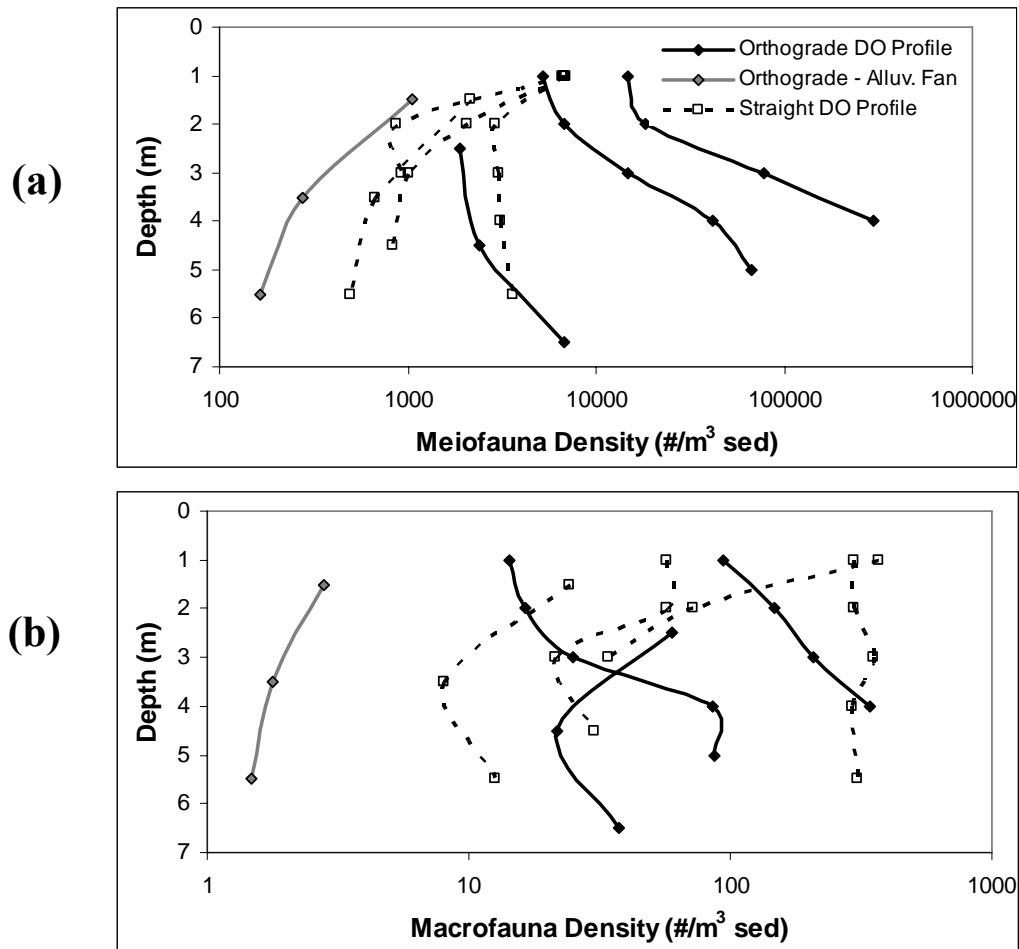 (a)
0
1
2
3
4
5
6
7
Depth (m)
Orthograde DO Profile
Orthograde - Alluv. Fan
Straight DO Profile
100 1000 10000 100000 1000000
Meiofauna Density (#/m³ sed)
(b)
0
1
2
3
4
5
6
7
Depth (m)
1 10 100 1000
Macrofauna Density (#/m³ sed)